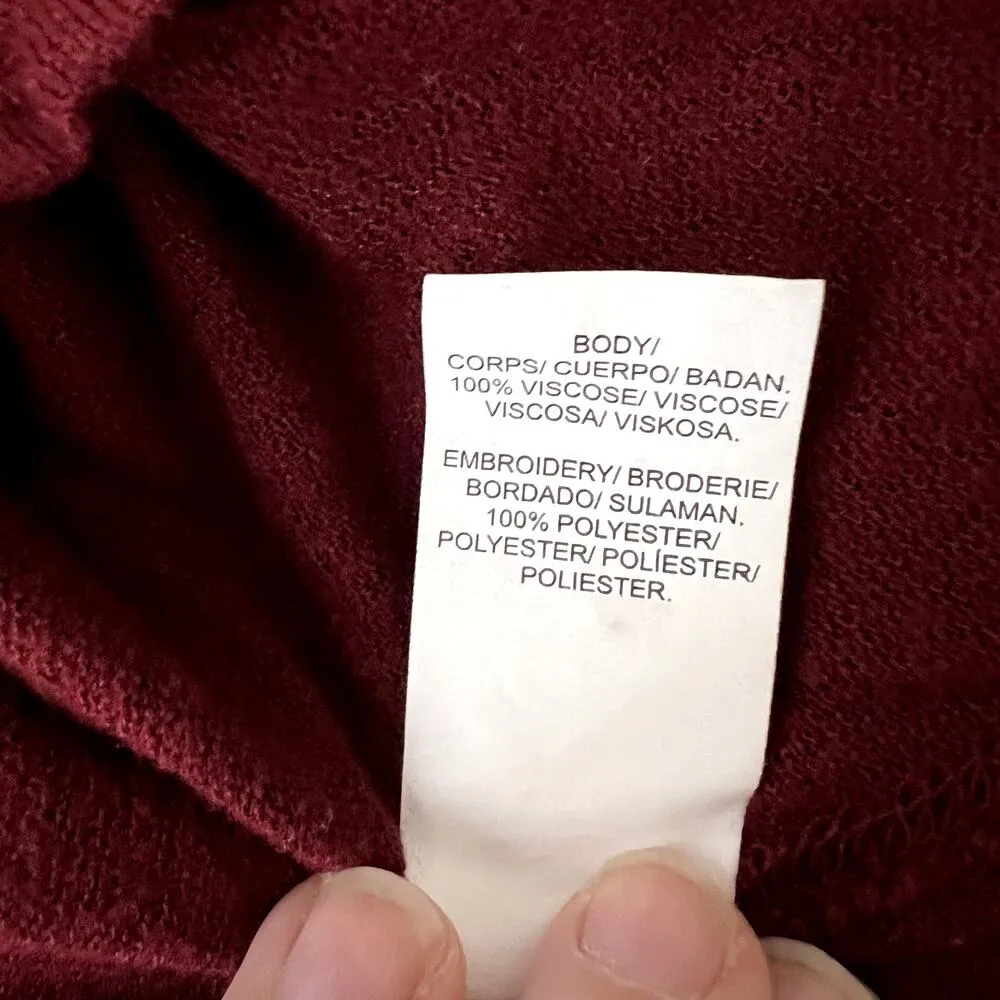 BODY/
CORPS/ CUERPO/ BADAN.
100% VISCOSE/ VISCOSE/
VISCOSA/ VISKOSA.
EMBROIDERY/ BRODERIE/
BORDADO/ SULAMAN.
100% POLYESTER/
POLYESTER/ POLÍESTER/
POLIESTER.